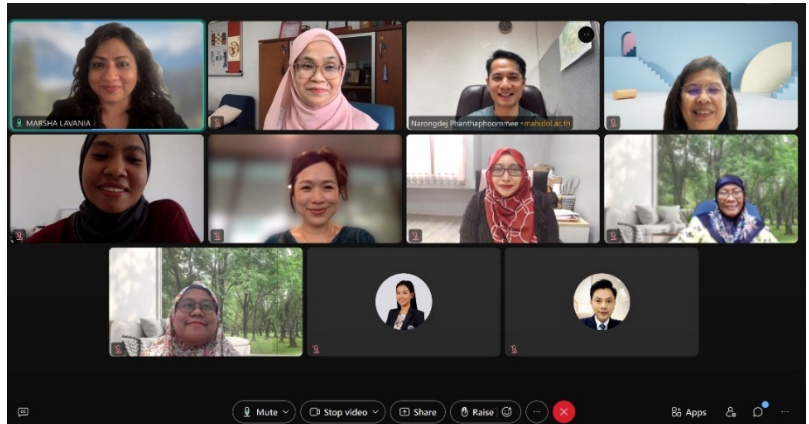 MARSHA LAVANIA
Narongdej Phanthaphoommee • mahidol.ac.th
Mute
Stop video
Share
Raise
Apps